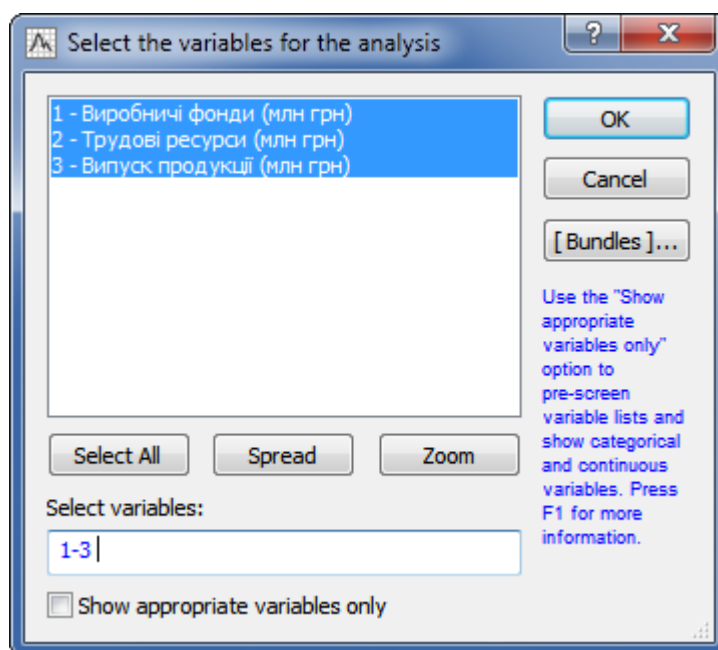 Select the variables for the analysis
?
1 - Виробничі фонди (млн грн)
2 - Трудові ресурси (млн грн)
3 - Випуск продукції (млн грн)
OK
Cancel
[ Bundles ]...
Use the "Show
appropriate
variables only"
option to
pre-screen
variable lists and
show categorical
and continuous
variables. Press
F1 for more
information.
Select All
Spread
Zoom
Select variables:
1-3
Show appropriate variables only